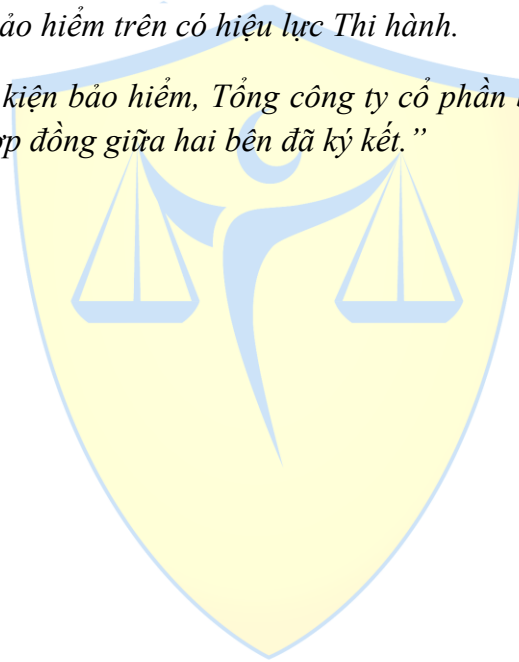 ảo hiểm trên có hiệu lực Thi hành.
kiện bảo hiểm, Tổng công ty cổ phần
ợp đồng giữa hai bên đã ký kết.”